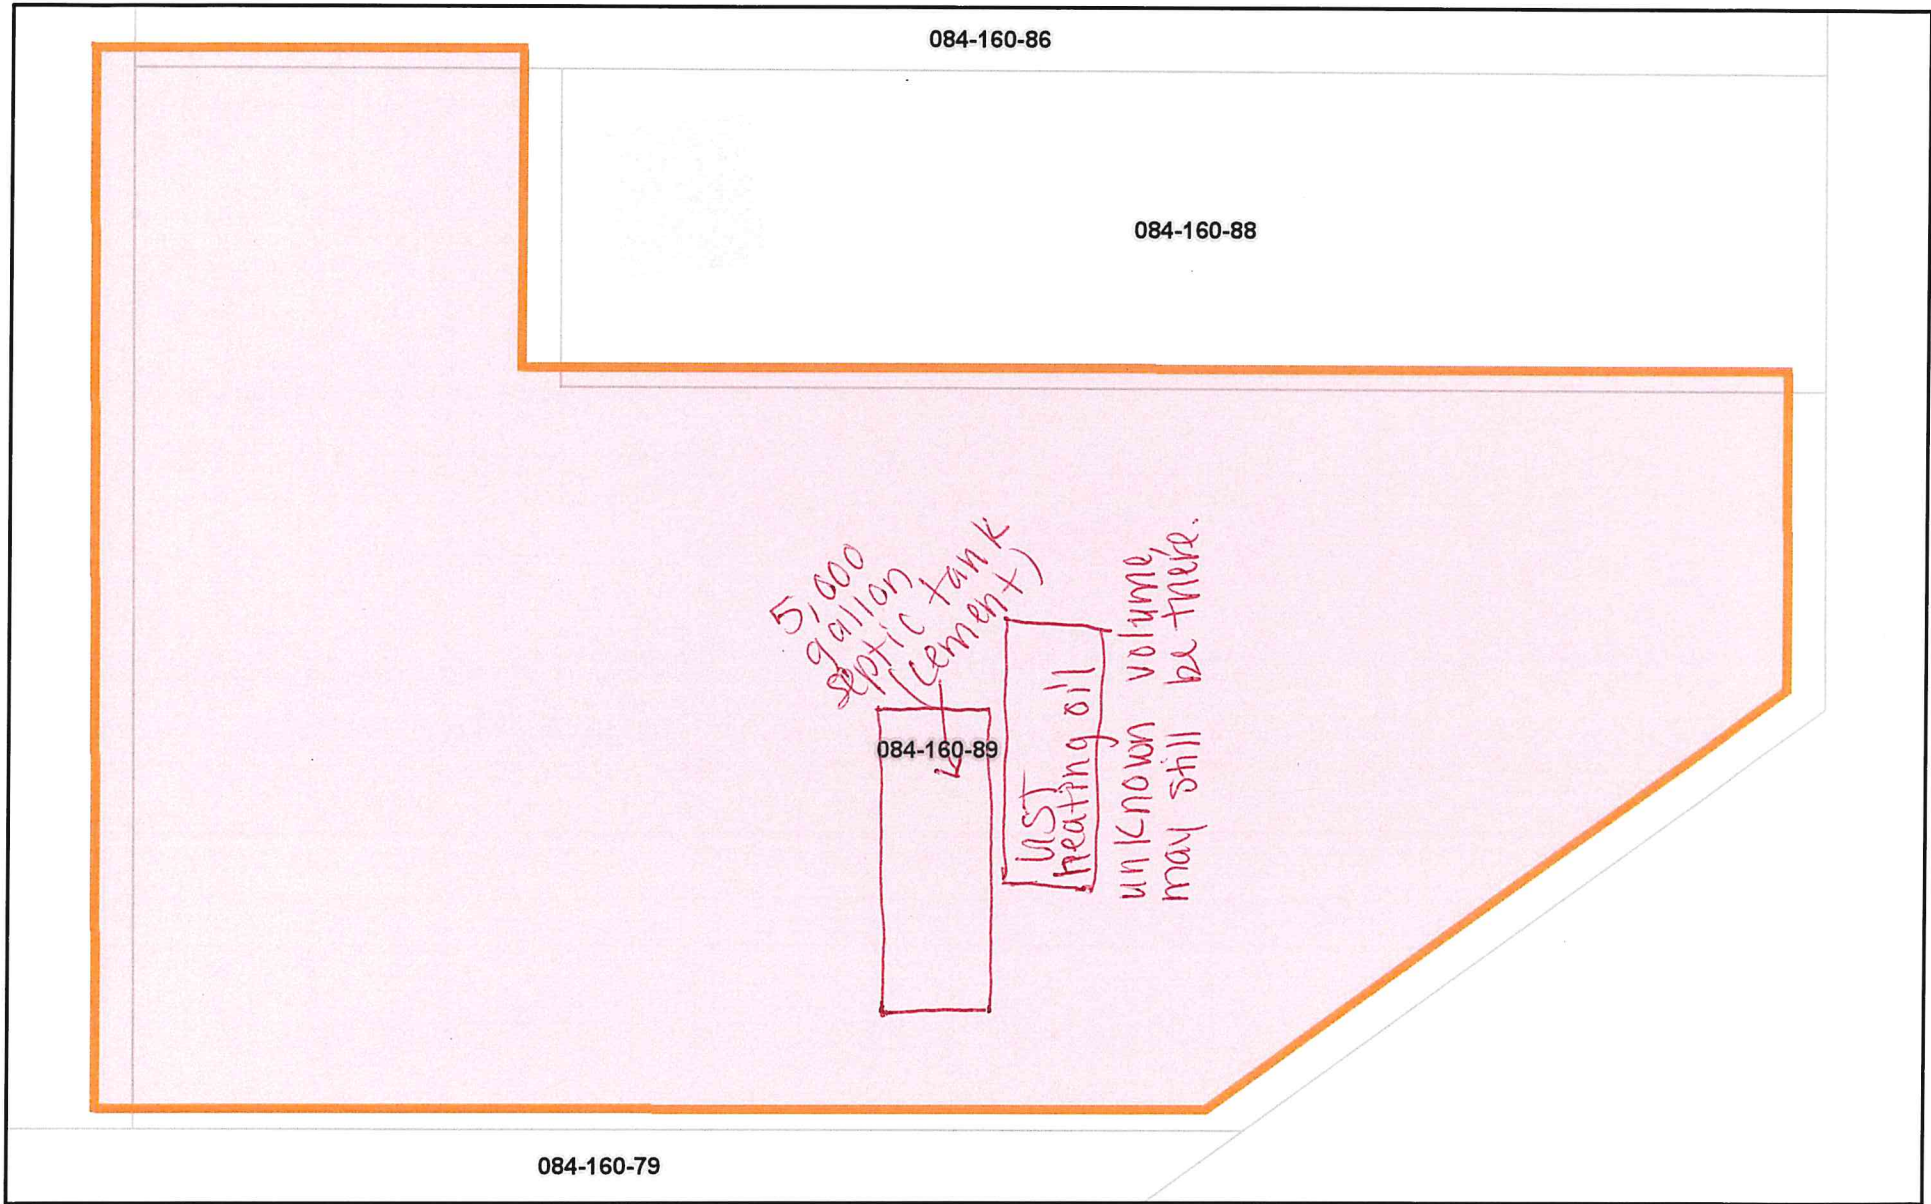 084-160-86
084-160-88
5,000
gallon
septic tank
(cement)
084-160-89
UST
heating oil
unknown volume,
may still be there.
084-160-79